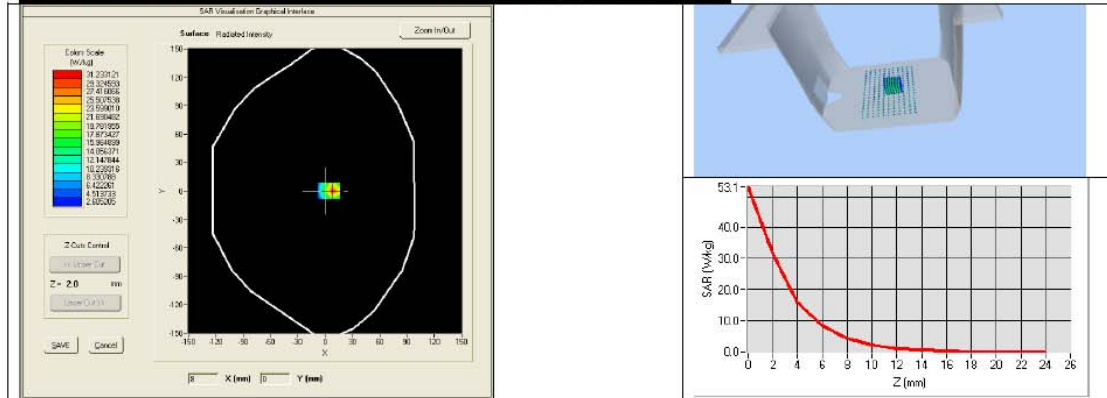 SAR Visualisation Graphical Interface
Surface Radiated Intensity
Zoom In/Out
Colors Scale
(W/kg)
31.233121
29.324593
27.416066
25.507538
23.599010
21.690482
19.781955
17.873427
15.964899
14.056371
12.147844
10.239316
8.330788
6.422261
4.513733
2.605205
150
120
90
60
30
0
-30
-60
-90
-120
-150
Y
-150 -120 -90 -60 -30 0 30 60 90 120 150
X
Z-Cuts Control
<< Upper Cut
Z = 2.0 mm
Lower Cut >>
SAVE Cancel
8 X (mm) 0 Y (mm)
53.1
40.0
30.0
20.0
10.0
0.0
SAR (W/kg)
0 2 4 6 8 10 12 14 16 18 20 22 24 26
Z (mm)